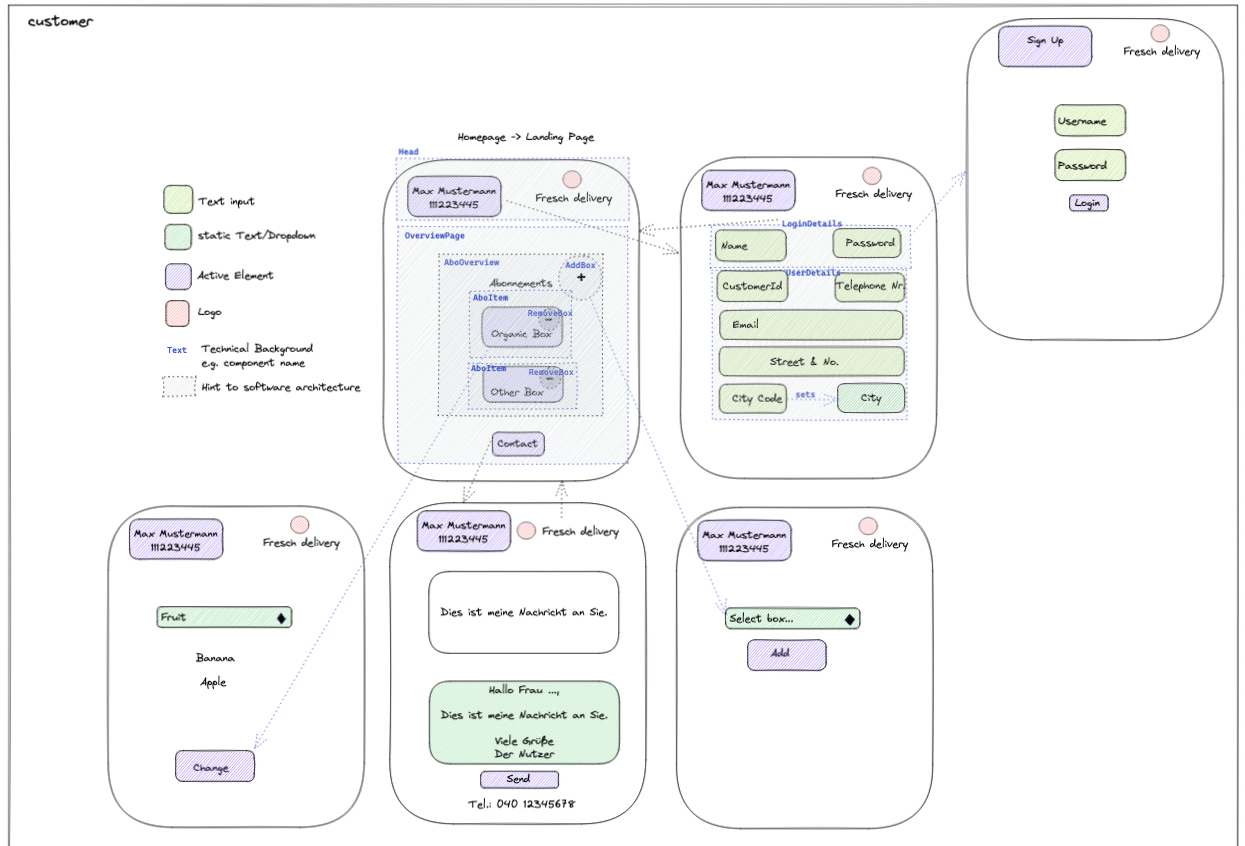 customer
Sign Up
Fresch delivery
Username
Password
Login
Homepage -> Landing Page
Head
Max Mustermann
111223445
Fresch delivery
OverviewPage
AboOverview
AddBox
+
Abonnements
AboItem
RemoveBox
-
Organic Box
AboItem
RemoveBox
-
Other Box
Contact
Max Mustermann
111223445
Fresch delivery
LoginDetails
Name
Password
UserDetails
CustomerId
Telephone Nr.
Email
Street & No.
City Code
sets
City
Text input
static Text/Dropdown
Active Element
Logo
Text
Technical Background
e.g. component name
Hint to software architecture
Max Mustermann
111223445
Fresch delivery
Fruit
Banana
Apple
Change
Max Mustermann
111223445
Fresch delivery
Dies ist meine Nachricht an Sie.
Hallo Frau ...,
Dies ist meine Nachricht an Sie.
Viele Grüße
Der Nutzer
Send
Tel.: 040 12345678
Max Mustermann
111223445
Fresch delivery
Select box...
Add